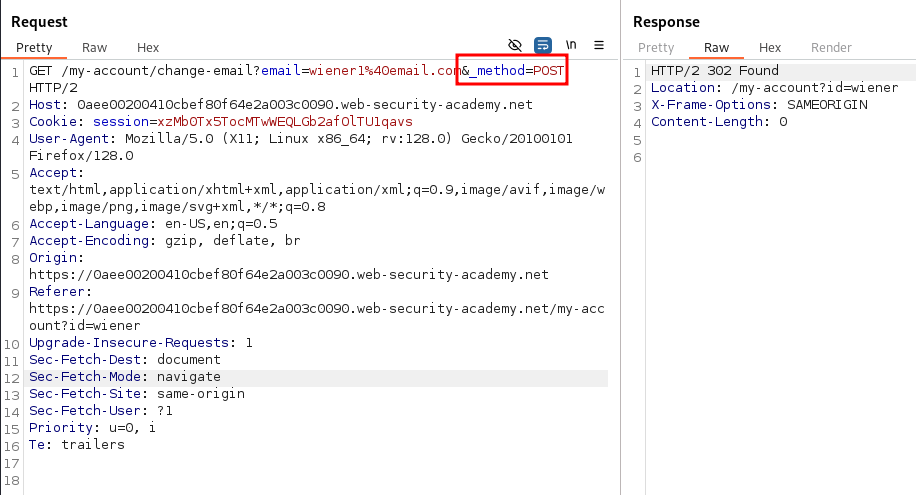 Request
Pretty Raw Hex
\n
1 GET /my-account/change-email?email=wiener1%40email.com&_method=POST
HTTP/2
2 Host: 0aee00200410cbef80f64e2a003c0090.web-security-academy.net
3 Cookie: session=xzMb0Tx5TocMTwWEQLGb2afOlTU1qavs
4 User-Agent: Mozilla/5.0 (X11; Linux x86_64; rv:128.0) Gecko/20100101
Firefox/128.0
5 Accept:
text/html,application/xhtml+xml,application/xml;q=0.9,image/avif,image/w
ebp,image/png,image/svg+xml,*/*;q=0.8
6 Accept-Language: en-US,en;q=0.5
7 Accept-Encoding: gzip, deflate, br
8 Origin:
https://0aee00200410cbef80f64e2a003c0090.web-security-academy.net
9 Referer:
https://0aee00200410cbef80f64e2a003c0090.web-security-academy.net/my-acc
ount?id=wiener
10 Upgrade-Insecure-Requests: 1
11 Sec-Fetch-Dest: document
12 Sec-Fetch-Mode: navigate
13 Sec-Fetch-Site: same-origin
14 Sec-Fetch-User: ?1
15 Priority: u=0, i
16 Te: trailers
17
18
Response
Pretty Raw Hex Render
1 HTTP/2 302 Found
2 Location: /my-account?id=wiener
3 X-Frame-Options: SAMEORIGIN
4 Content-Length: 0
5
6